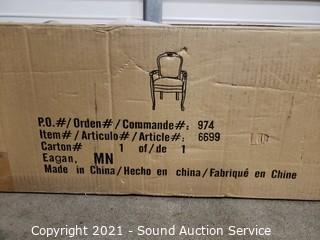 P.O.#/Orden#/Commande#: 974
Item#/Articulo#/Article#: 6699
Carton# 1 of/de 1
Eagan, MN
Made in China/Hecho en china/Fabriqué en Chine
Copyright 2021 - Sound Auction Service